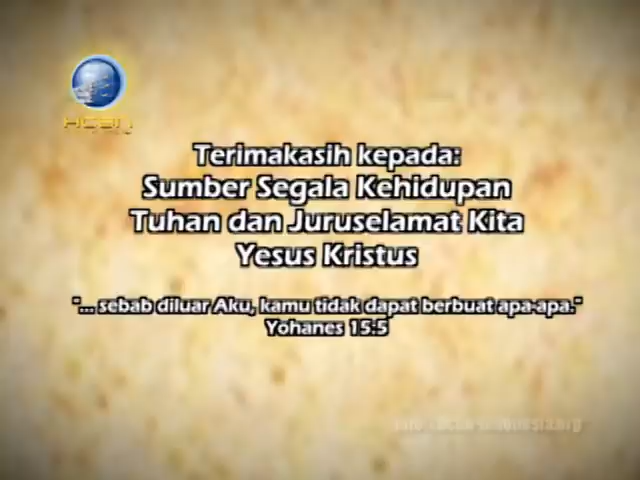 HCBN
Terimakasih kepada:
Sumber Segala Kehidupan
Tuhan dan Juruselamat Kita
Yesus Kristus
"... sebab diluar Aku, kamu tidak dapat berbuat apa-apa."
Yohanes 15:5